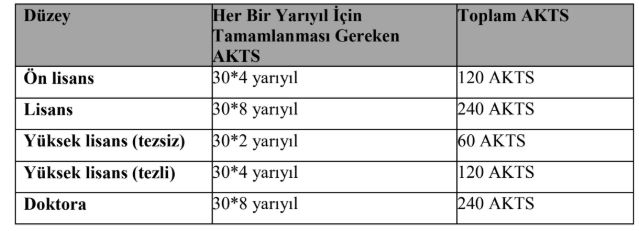 Düzey Her Bir Yarıyıl İçin Tamamlanması Gereken AKTS Toplam AKTS
Ön lisans 30*4 yarıyıl 120 AKTS
Lisans 30*8 yarıyıl 240 AKTS
Yüksek lisans (tezsiz) 30*2 yarıyıl 60 AKTS
Yüksek lisans (tezli) 30*4 yarıyıl 120 AKTS
Doktora 30*8 yarıyıl 240 AKTS